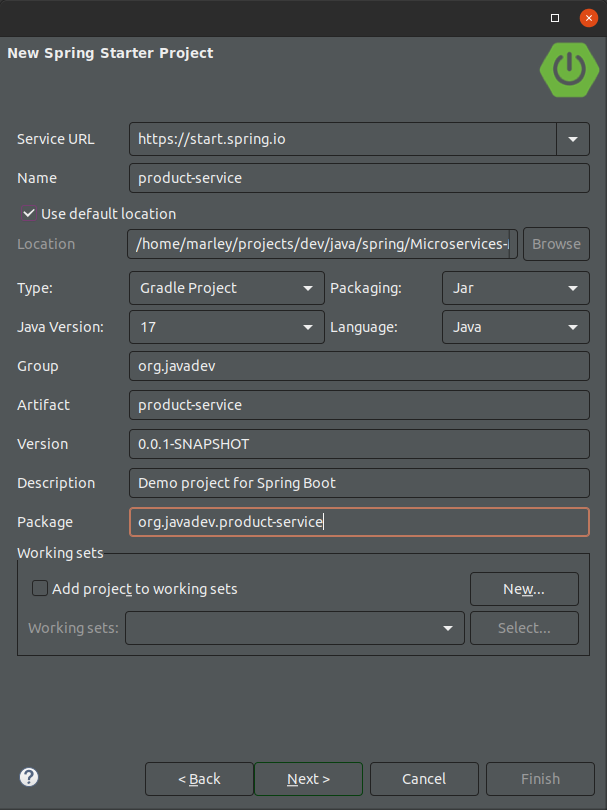 New Spring Starter Project
Service URL https://start.spring.io
Name product-service
Use default location
Location /home/marley/projects/dev/java/spring/Microservices- Browse
Type: Gradle Project Packaging: Jar
Java Version: 17 Language: Java
Group org.javadev
Artifact product-service
Version 0.0.1-SNAPSHOT
Description Demo project for Spring Boot
Package org.javadev.product-service
Working sets
Add project to working sets New...
Working sets: Select...
? < Back Next > Cancel Finish